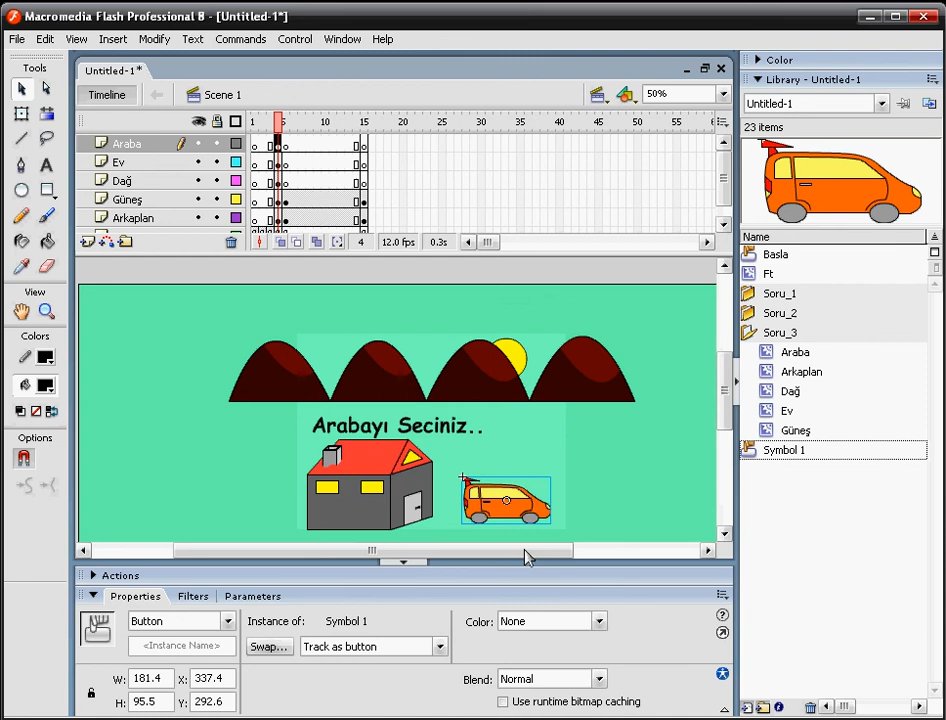 Macromedia Flash Professional 8 - [Untitled-1*]
File Edit View Insert Modify Text Commands Control Window Help
Tools
View
Colors
Options
Untitled-1*
Timeline
Scene 1
50%
1 5 10 15 20 25 30 35 40 45 50 55 6
Araba
Ev
Dağ
Güneş
Arkaplan
4 12.0 fps 0.3s
Arabayı Seciniz..
Actions
Properties Filters Parameters
Button
<Instance Name>
Instance of: Symbol 1
Swap... Track as button
Color: None
W: 181.4 X: 337.4
H: 95.5 Y: 292.6
Blend: Normal
Use runtime bitmap caching
Color
Library - Untitled-1
Untitled-1
23 items
Name
Basla
Ft
Soru_1
Soru_2
Soru_3
Araba
Arkaplan
Dağ
Ev
Güneş
Symbol 1